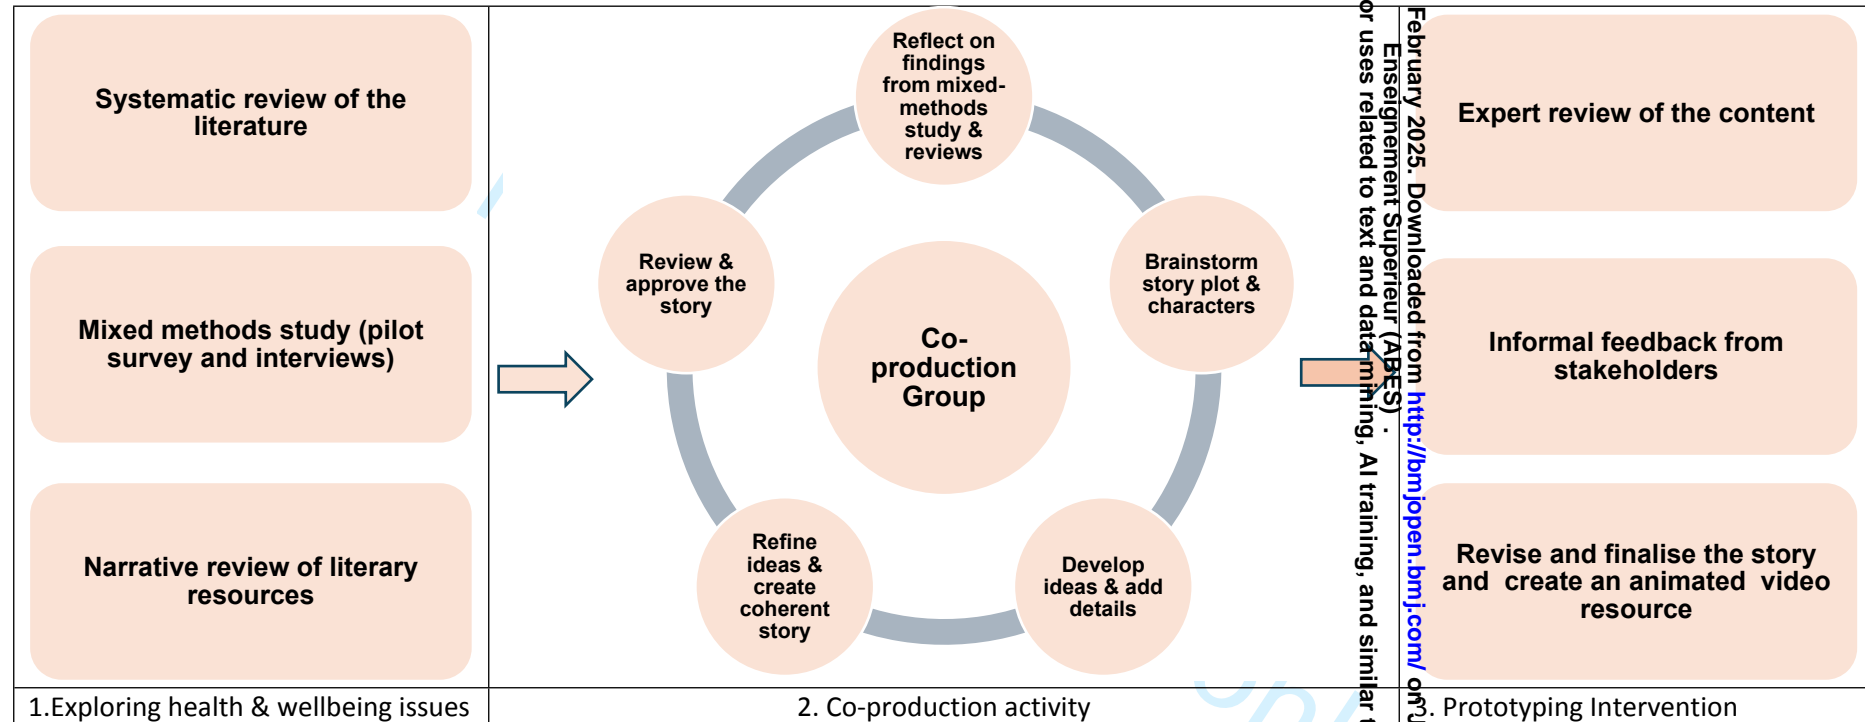 Systematic review of the
literature
Mixed methods study (pilot
survey and interviews)
Narrative review of literary
resources
1.Exploring health & wellbeing issues
Reflect on
findings
from mixed-
methods
study &
reviews
Brainstorm
story plot &
characters
Develop
ideas & add
details
Refine
ideas &
create
coherent
story
Review &
approve the
story
Co-
production
Group
2. Co-production activity
Expert review of the content
Informal feedback from
stakeholders
Revise and finalise the story
and create an animated video
resource
3. Prototyping Intervention
February 2025. Downloaded from http://bmjopen.bmj.com/ on
Enseignement Superieur (ABES) .
or uses related to text and data mining, AI training, and similar